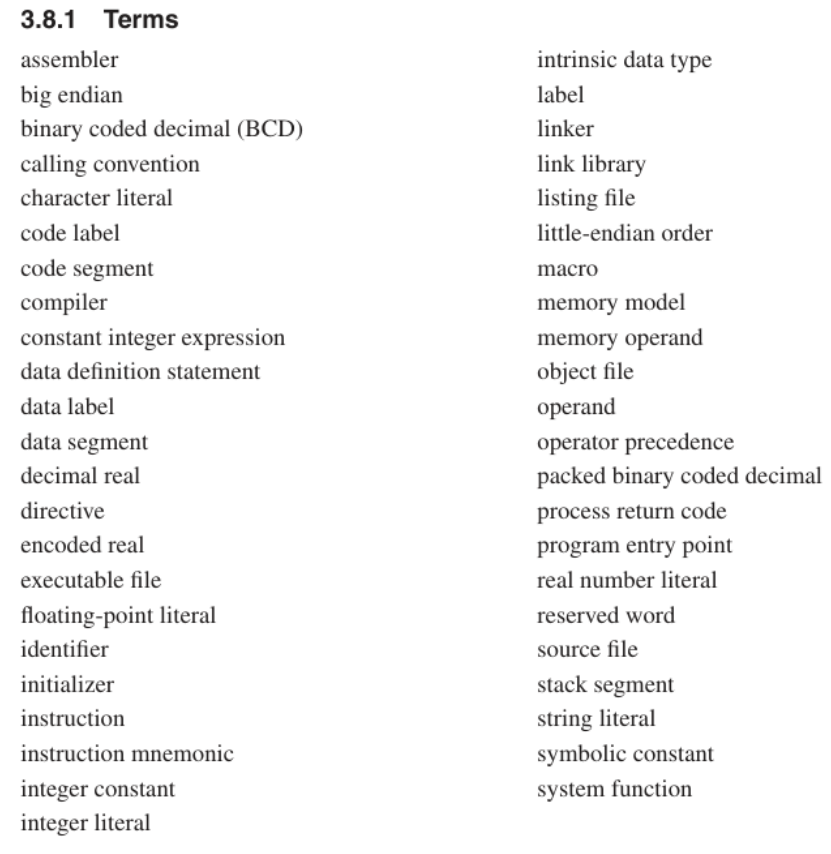 3.8.1 Terms
assembler
big endian
binary coded decimal (BCD)
calling convention
character literal
code label
code segment
compiler
constant integer expression
data definition statement
data label
data segment
decimal real
directive
encoded real
executable file
floating-point literal
identifier
initializer
instruction
instruction mnemonic
integer constant
integer literal
intrinsic data type
label
linker
link library
listing file
little-endian order
macro
memory model
memory operand
object file
operand
operator precedence
packed binary coded decimal
process return code
program entry point
real number literal
reserved word
source file
stack segment
string literal
symbolic constant
system function